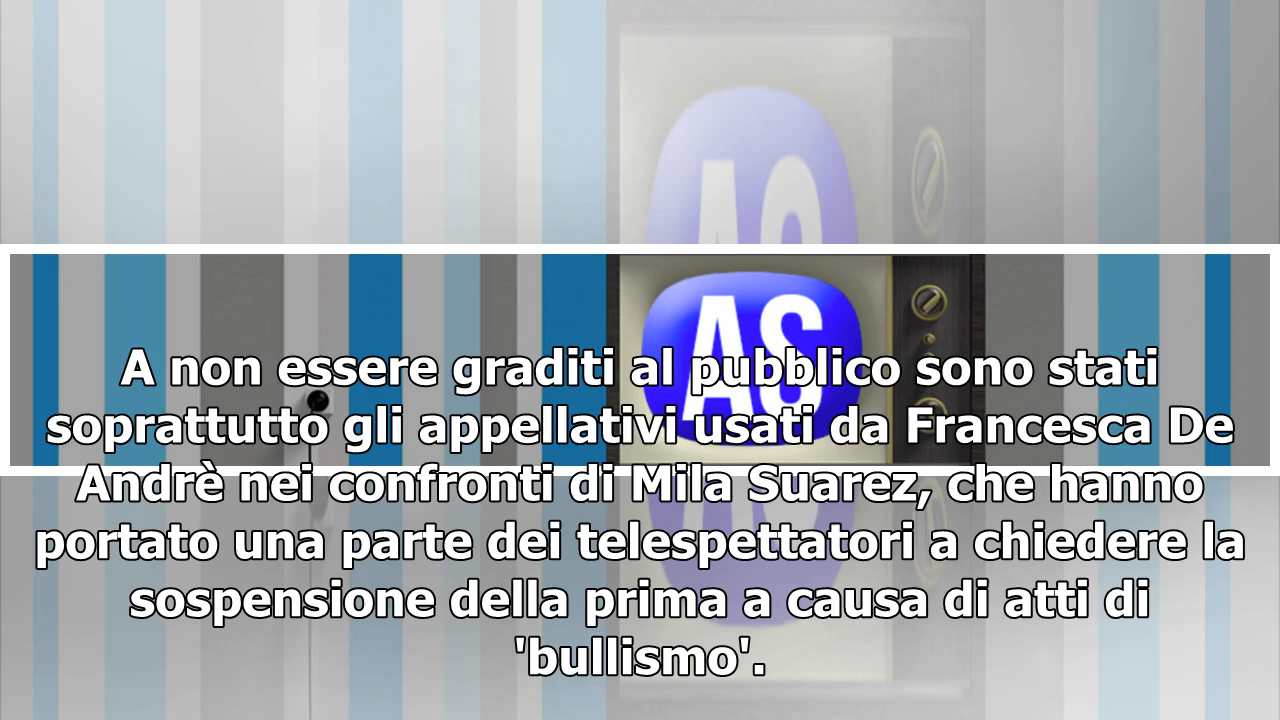 AS
AS
A non essere graditi al pubblico sono stati
soprattutto gli appellativi usati da Francesca De
Andrè nei confronti di Mila Suarez, che hanno
portato una parte dei telespettatori a chiedere la
sospensione della prima a causa di atti di
'bullismo'.